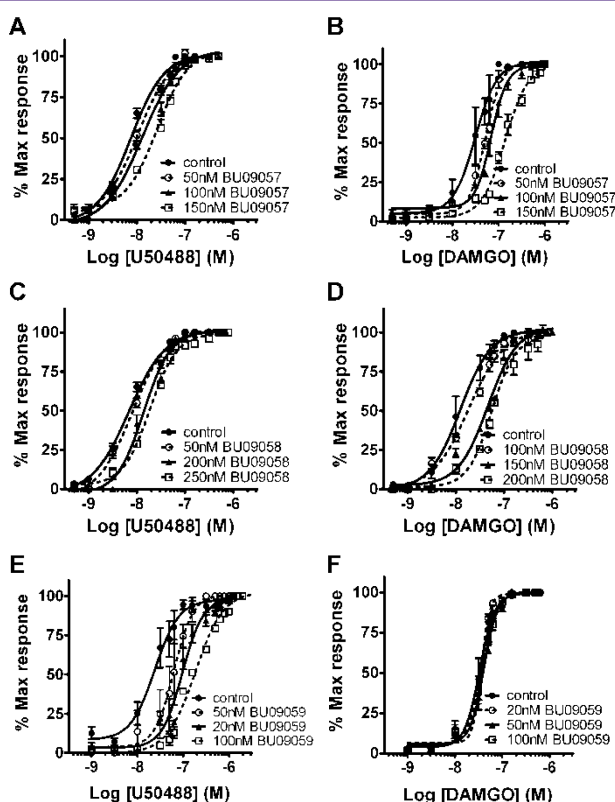 A
% Max response
100
75
50
25
0
control
50nM BU09057
100nM BU09057
150nM BU09057
-9 -8 -7 -6
Log [U50488] (M)
B
% Max response
100
75
50
25
0
control
50nM BU09057
100nM BU09057
150nM BU09057
-9 -8 -7 -6
Log [DAMGO] (M)
C
% Max response
100
75
50
25
0
control
50nM BU09058
200nM BU09058
250nM BU09058
-9 -8 -7 -6
Log [U50488] (M)
D
% Max response
100
75
50
25
0
control
100nM BU09058
150nM BU09058
200nM BU09058
-9 -8 -7 -6
Log [DAMGO] (M)
E
% Max response
100
75
50
25
0
control
50nM BU09059
20nM BU09059
100nM BU09059
-9 -8 -7 -6
Log [U50488] (M)
F
% Max response
100
75
50
25
0
control
20nM BU09059
50nM BU09059
100nM BU09059
-9 -8 -7 -6
Log [DAMGO] (M)